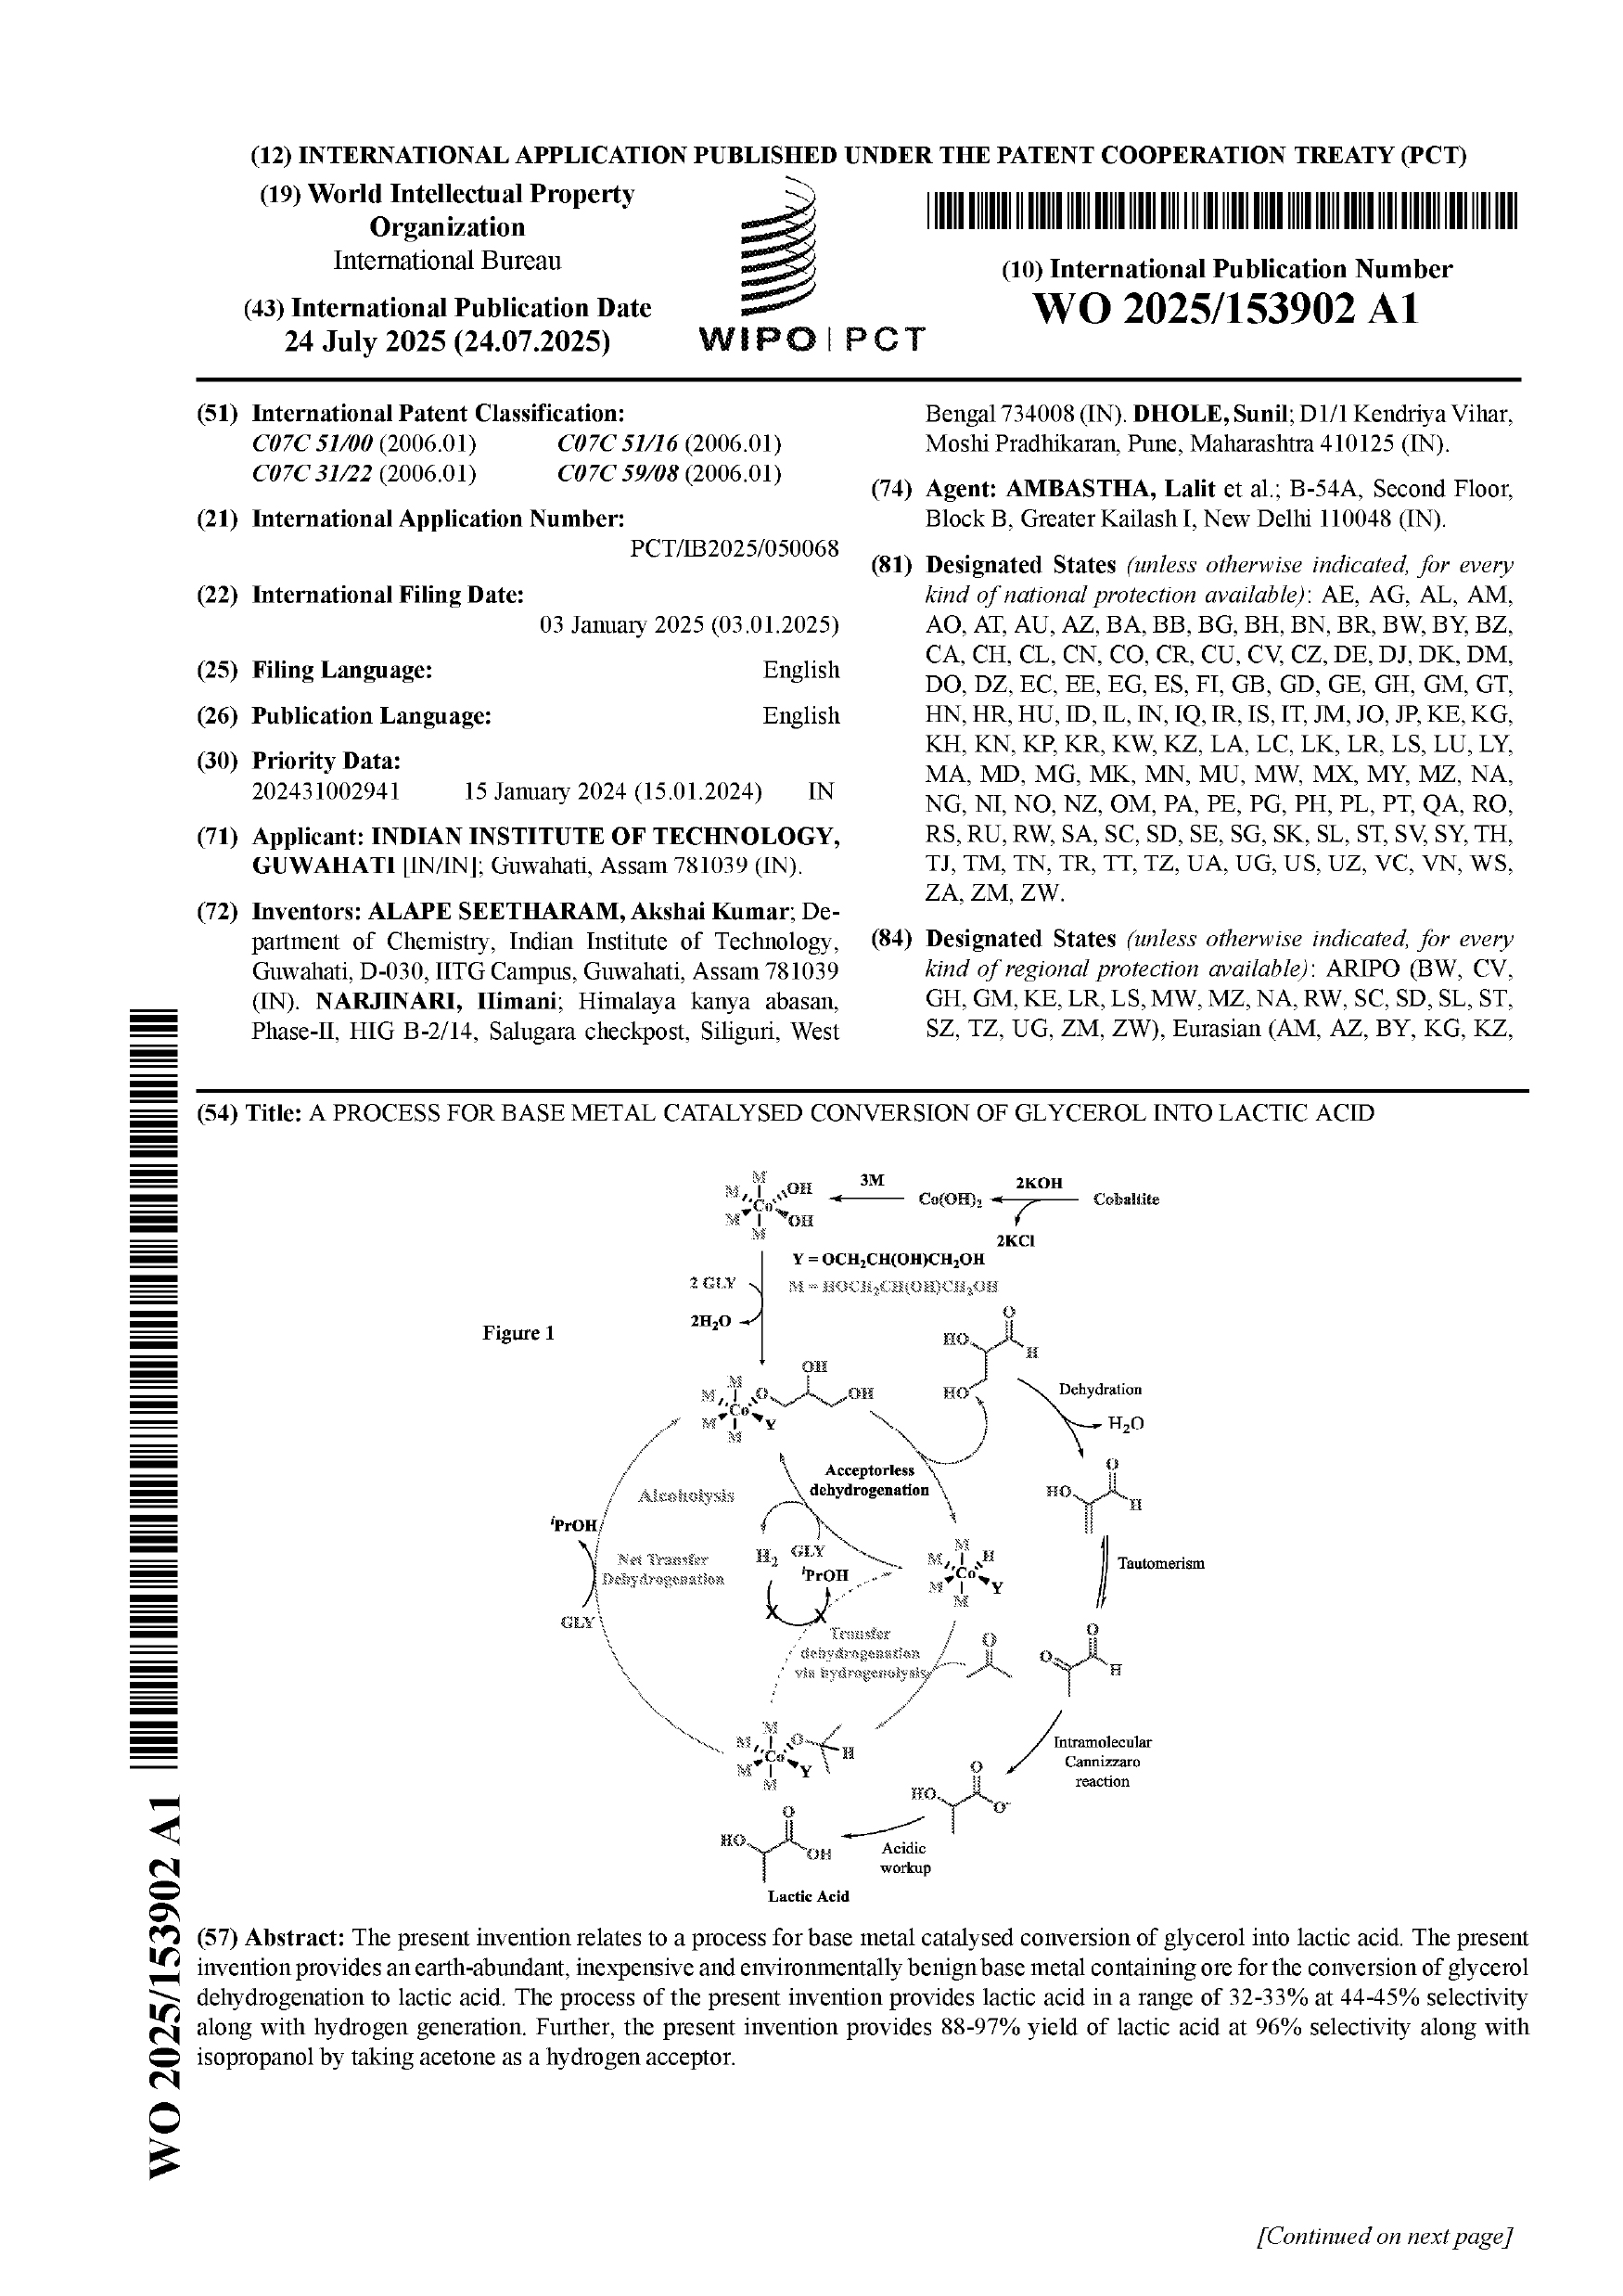 (12) INTERNATIONAL APPLICATION PUBLISHED UNDER THE PATENT COOPERATION TREATY (PCT)
(19) World Intellectual Property
Organization
International Bureau
(43) International Publication Date
24 July 2025 (24.07.2025)
WIPO | PCT
(10) International Publication Number
WO 2025/153902 A1
(51) International Patent Classification:
C07C 51/00 (2006.01) C07C 51/16 (2006.01)
C07C 31/22 (2006.01) C07C 59/08 (2006.01)
(21) International Application Number:
PCT/IB2025/050068
(22) International Filing Date:
03 January 2025 (03.01.2025)
(25) Filing Language: English
(26) Publication Language: English
(30) Priority Data:
202431002941 15 January 2024 (15.01.2024) IN
(71) Applicant: INDIAN INSTITUTE OF TECHNOLOGY,
GUWAHATI [IN/IN]; Guwahati, Assam 781039 (IN).
(72) Inventors: ALAPE SEETHARAM, Akshai Kumar; De-
partment of Chemistry, Indian Institute of Technology,
Guwahati, D-030, IITG Campus, Guwahati, Assam 781039
(IN). NARJINARI, Himani; Himalaya kanya abasan,
Phase-II, HIG B-2/14, Salugara checkpost, Siliguri, West
Bengal 734008 (IN). DHOLE, Sunil; D1/1 Kendriya Vihar,
Moshi Pradhikaran, Pune, Maharashtra 410125 (IN).
(74) Agent: AMBASTHA, Lalit et al.; B-54A, Second Floor,
Block B, Greater Kailash I, New Delhi 110048 (IN).
(81) Designated States (unless otherwise indicated, for every
kind of national protection available): AE, AG, AL, AM,
AO, AT, AU, AZ, BA, BB, BG, BH, BN, BR, BW, BY, BZ,
CA, CH, CL, CN, CO, CR, CU, CV, CZ, DE, DJ, DK, DM,
DO, DZ, EC, EE, EG, ES, FI, GB, GD, GE, GH, GM, GT,
HN, HR, HU, ID, IL, IN, IQ, IR, IS, IT, JM, JO, JP, KE, KG,
KH, KN, KP, KR, KW, KZ, LA, LC, LK, LR, LS, LU, LY,
MA, MD, MG, MK, MN, MU, MW, MX, MY, MZ, NA,
NG, NI, NO, NZ, OM, PA, PE, PG, PH, PL, PT, QA, RO,
RS, RU, RW, SA, SC, SD, SE, SG, SK, SL, ST, SV, SY, TH,
TJ, TM, TN, TR, TT, TZ, UA, UG, US, UZ, VC, VN, WS,
ZA, ZM, ZW.
(84) Designated States (unless otherwise indicated, for every
kind of regional protection available): ARIPO (BW, CV,
GH, GM, KE, LR, LS, MW, MZ, NA, RW, SC, SD, SL, ST,
SZ, TZ, UG, ZM, ZW), Eurasian (AM, AZ, BY, KG, KZ,
(54) Title: A PROCESS FOR BASE METAL CATALYSED CONVERSION OF GLYCEROL INTO LACTIC ACID
M M M M Co OH OH
3M
Co(OH)₂
2KOH
Cobaltite
2KCl
Y = OCH₂CH(OH)CH₂OH
M = HOCH₂CH(OH)CH₂OH
2 GLY
2H₂O
Figure 1
HO O H HO
Dehydration
H₂O
M M M M Co O OH OH Y
Acceptorless
dehydrogenation
HO O H
Alcoholysis
ⁱPrOH
Net Transfer
Dehydrogenation
GLY
H₂ GLY
ⁱPrOH
X X
M M M M Co H Y
Tautomerism
Transfer
dehydrogenation
via hydrogenolysis
O
O O H
M M M M Co O H Y
Intramolecular
Cannizzaro
reaction
HO O O⁻
Acidic
workup
HO O OH
Lactic Acid
(57) Abstract: The present invention relates to a process for base metal catalysed conversion of glycerol into lactic acid. The present
invention provides an earth-abundant, inexpensive and environmentally benign base metal containing ore for the conversion of glycerol
dehydrogenation to lactic acid. The process of the present invention provides lactic acid in a range of 32-33% at 44-45% selectivity
along with hydrogen generation. Further, the present invention provides 88-97% yield of lactic acid at 96% selectivity along with
isopropanol by taking acetone as a hydrogen acceptor.
WO 2025/153902 A1
[Continued on next page]